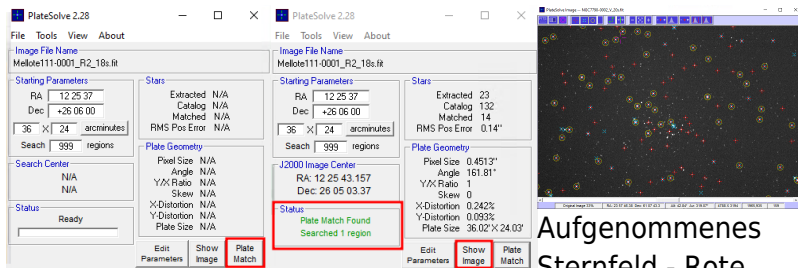 PlateSolve 2.28
File Tools View About
Image File Name
Mellote111-0001_R2_18s.fit
Starting Parameters
RA 12 25 37
Dec +26 06 00
36 X 24 arcminutes
Seach 999 regions
Stars
Extracted N/A
Catalog N/A
Matched N/A
RMS Pos Error N/A
Search Center
N/A
N/A
Plate Geometry
Pixel Size N/A
Angle N/A
Y/X Ratio N/A
Skew N/A
X-Distortion N/A
Y-Distortion N/A
Plate Size N/A
Status
Ready
Edit Parameters
Show Image
Plate Match
PlateSolve 2.28
File Tools View About
Image File Name
Mellote111-0001_R2_18s.fit
Starting Parameters
RA 12 25 37
Dec +26 06 00
36 X 24 arcminutes
Seach 999 regions
Stars
Extracted 23
Catalog 132
Matched 14
RMS Pos Error 0.14"
J2000 Image Center
RA: 12 25 43.157
Dec: 26 05 03.37
Plate Geometry
Pixel Size 0.4513"
Angle 161.81°
Y/X Ratio 1
Skew 0
X-Distortion 0.242%
Y-Distortion 0.093%
Plate Size 36.02' X 24.03'
Status
Plate Match Found
Searched 1 region
Edit Parameters
Show Image
Plate Match
Aufgenommenes
Sternfeld - Rote